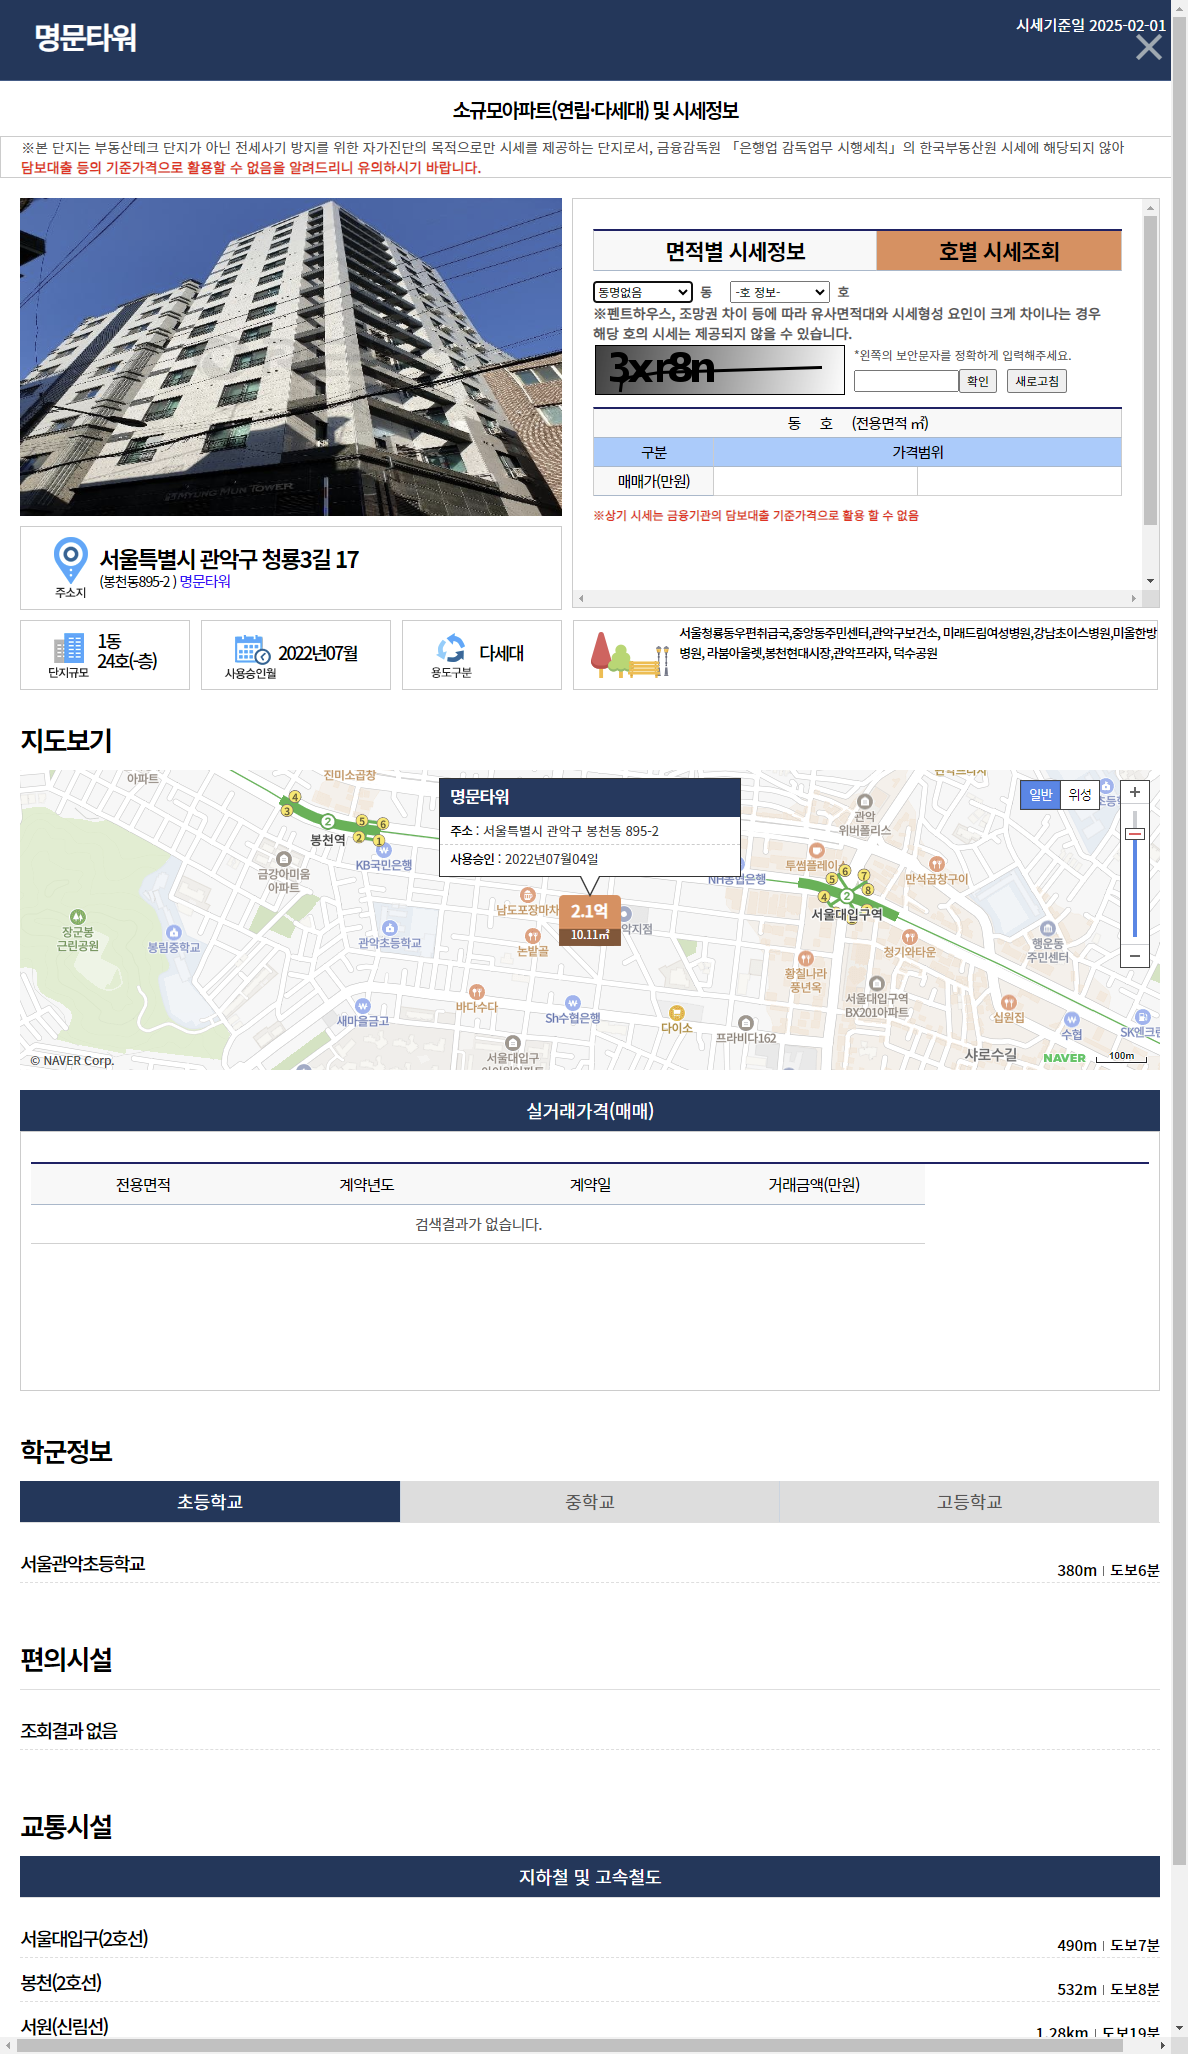 명문타워
시세기준일 2025-02-01
소규모아파트(연립·다세대) 및 시세정보
※본 단지는 부동산테크 단지가 아닌 전세사기 방지를 위한 자가진단의 목적으로만 시세를 제공하는 단지로서, 금융감독원 「은행업 감독업무 시행세칙」의 한국부동산원 시세에 해당되지 않아
담보대출 등의 기준가격으로 활용할 수 없음을 알려드리니 유의하시기 바랍니다.
MYUNG MUN TOWER
면적별 시세정보 호별 시세조회
동명없음 동 -호 정보- 호
※펜트하우스, 조망권 차이 등에 따라 유사면적대와 시세형성 요인이 크게 차이나는 경우
해당 호의 시세는 제공되지 않을 수 있습니다.
3xr8n
*왼쪽의 보안문자를 정확하게 입력해주세요.
확인 새로고침
동 호 (전용면적 ㎡)
구분 가격범위
매매가(만원)
※상기 시세는 금융기관의 담보대출 기준가격으로 활용 할 수 없음
주소지
서울특별시 관악구 청룡3길 17
(봉천동895-2 ) 명문타워
단지규모
1동
24호(-층)
사용승인월
2022년07월
용도구분
다세대
서울청룡동우편취급국,중앙동주민센터,관악구보건소, 미래드림여성병원,강남초이스병원,미올한방
병원, 라붐아울렛,봉천현대시장,관악프라자, 덕수공원
지도보기
아파트
진미소곱창
4
3
2
5
6
2
1
봉천역
KB국민은행
금강아미움
아파트
장군봉
근린공원
봉림중학교
관악초등학교
남도포장마차
논밭골
바다수다
새마을금고
Sh수협은행
서울대입구
다이소
프라비다162
명문타워
주소 : 서울특별시 관악구 봉천동 895-2
사용승인 : 2022년07월04일
2.1억
10.11㎡
악지점
NH농협은행
투썸플레이스
관악
위버폴리스
만석곱창구이
5
6
7
4
2
8
서울대입구역
청기와타운
황칠나라
풍년옥
서울대입구역
BX201아파트
행운동
주민센터
십원집
수협
SK엔크린
샤로수길
일반 위성
NAVER
100m
© NAVER Corp.
실거래가격(매매)
전용면적 계약년도 계약일 거래금액(만원)
검색결과가 없습니다.
학군정보
초등학교 중학교 고등학교
서울관악초등학교
380m | 도보6분
편의시설
조회결과 없음
교통시설
지하철 및 고속철도
서울대입구(2호선)
490m | 도보7분
봉천(2호선)
532m | 도보8분
서원(신림선)
1.28km | 도보19분